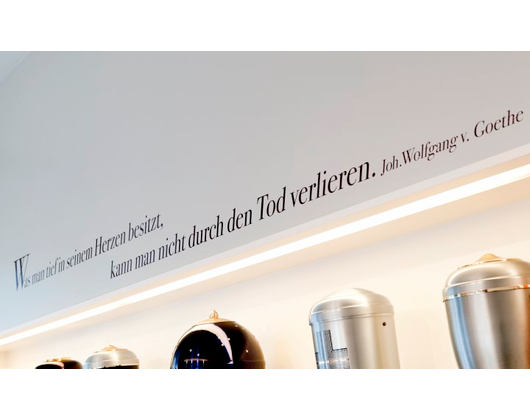 Was man tief in seinem Herzen besitzt,
kann man nicht durch den Tod verlieren. Joh.Wolfgang v. Goethe